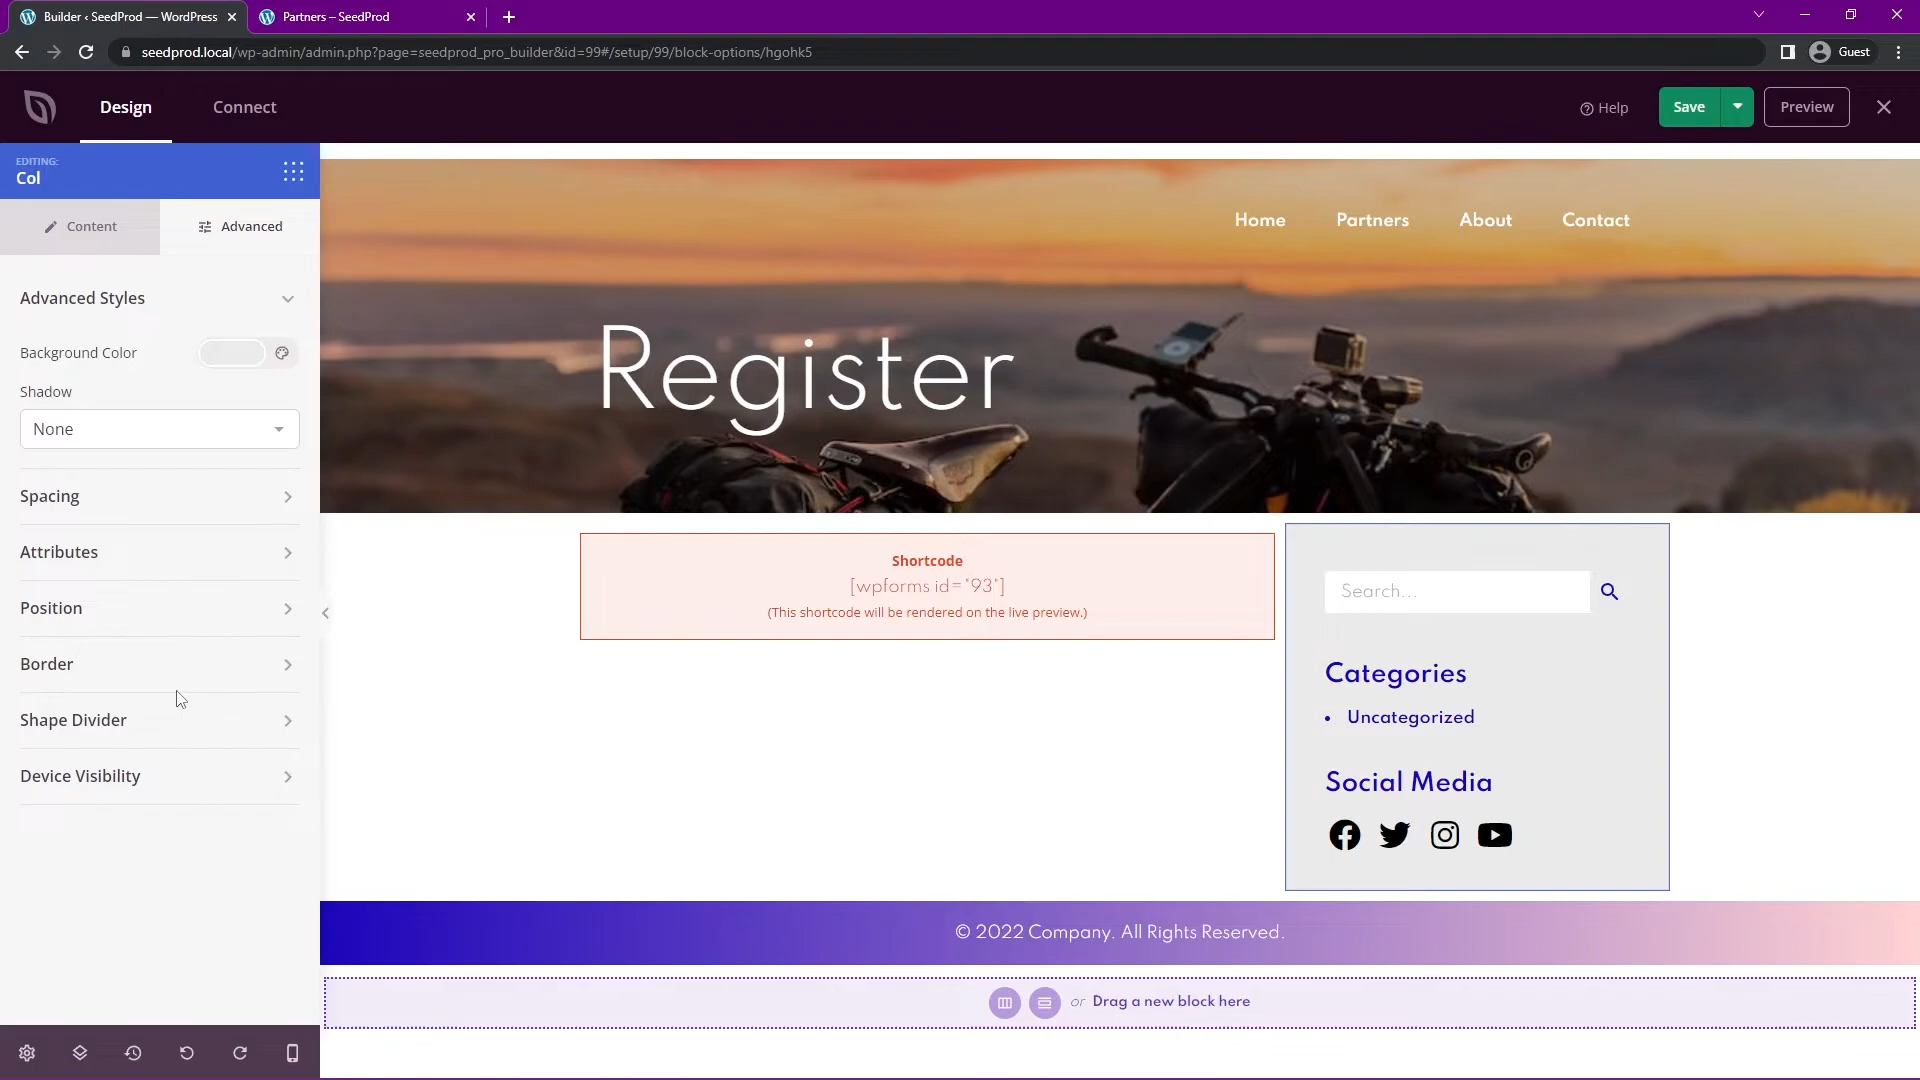 Builder ‹ SeedProd — WordPress
Partners – SeedProd
seedprod.local/wp-admin/admin.php?page=seedprod_pro_builder&id=99#/setup/99/block-options/hgohk5
Guest
Design
Connect
Help
Save
Preview
EDITING:
Col
Content
Advanced
Advanced Styles
Background Color
Shadow
None
Spacing
Attributes
Position
Border
Shape Divider
Device Visibility
Home
Partners
About
Contact
Register
Shortcode
[wpforms id="93"]
(This shortcode will be rendered on the live preview.)
Search...
Categories
• Uncategorized
Social Media
© 2022 Company. All Rights Reserved.
or Drag a new block here